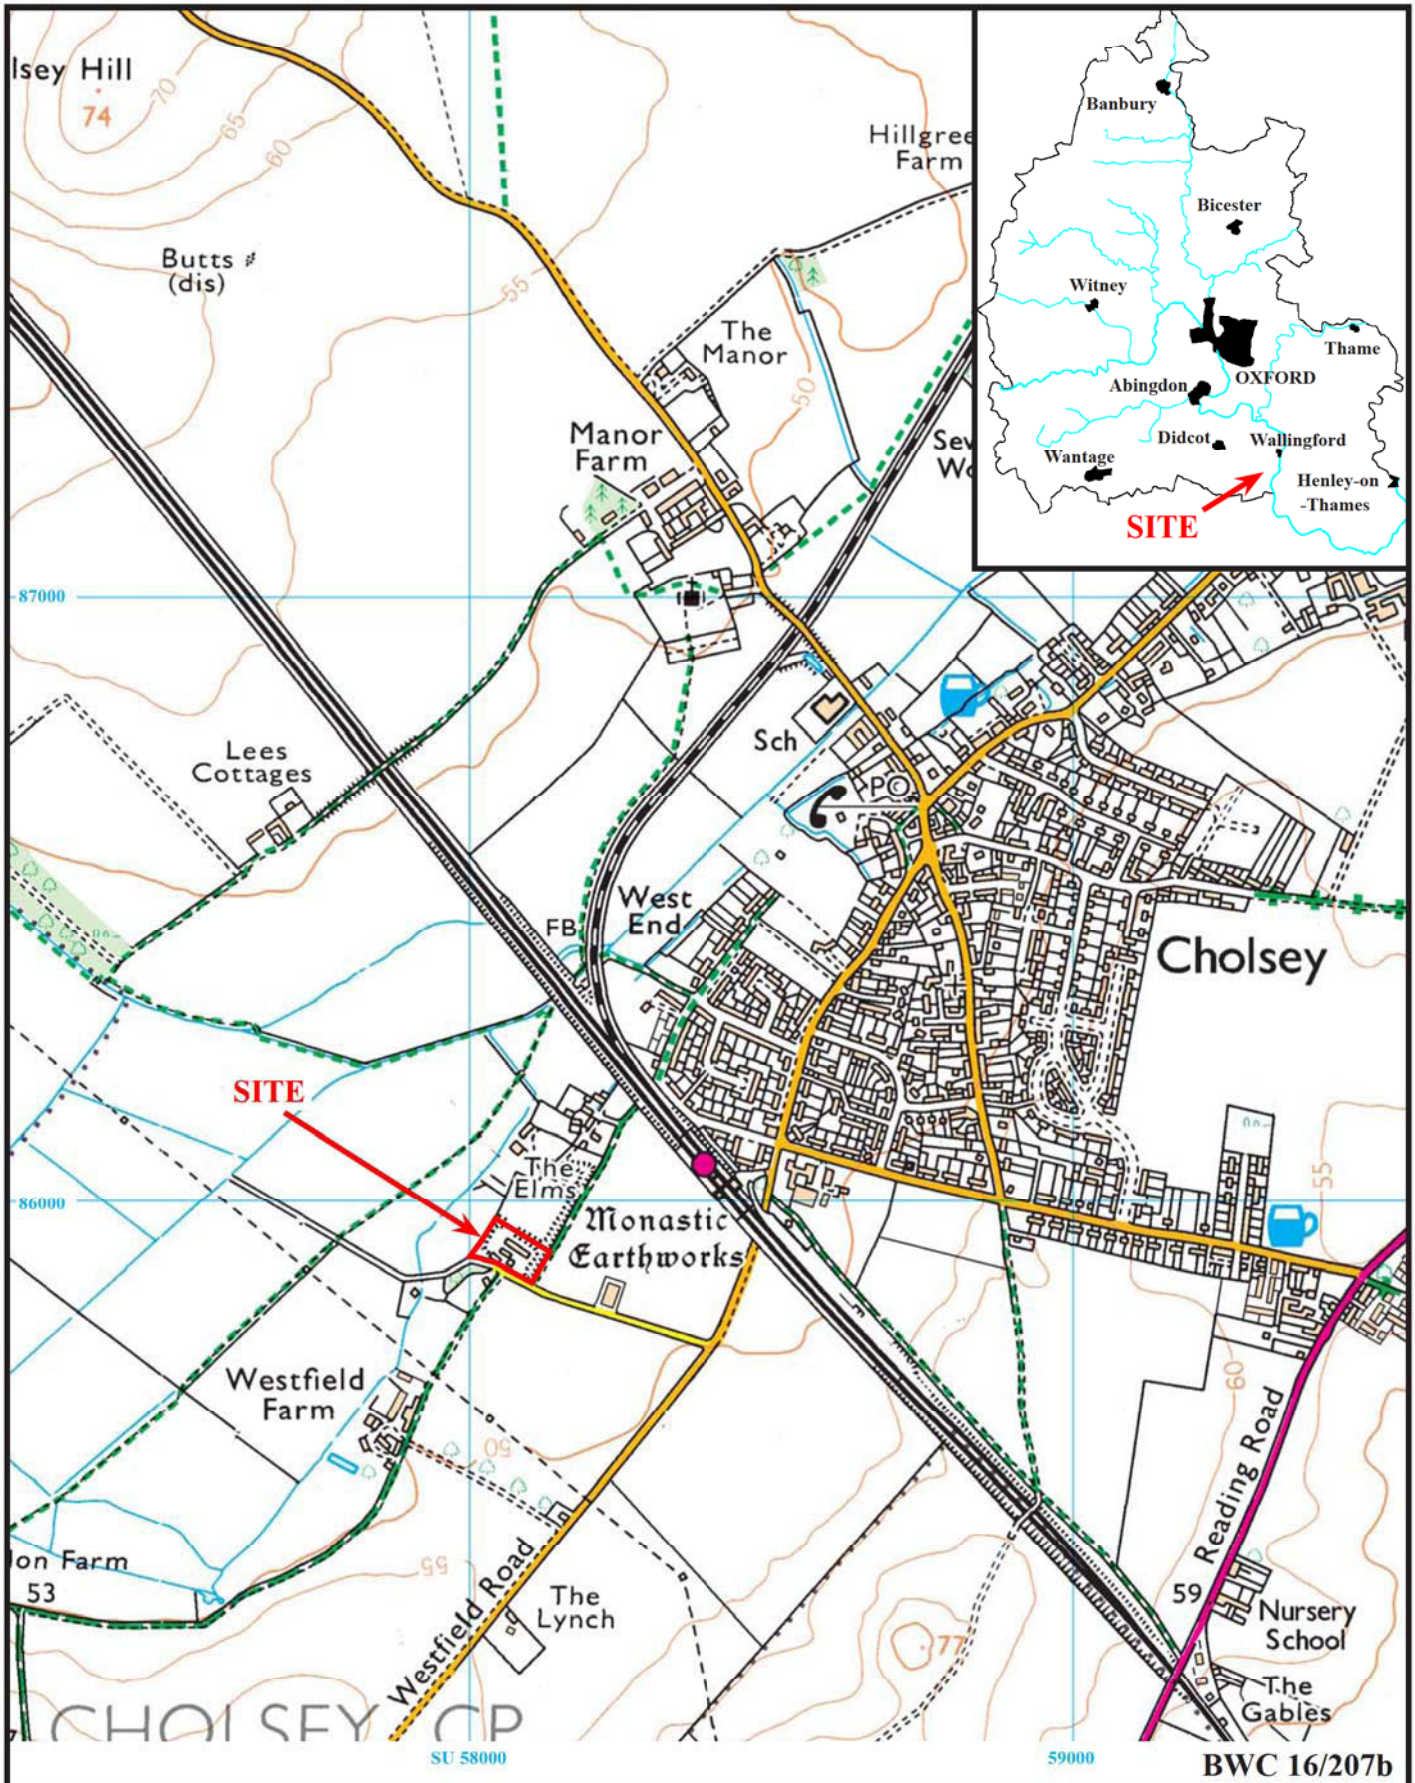 lsey Hill
74
70
65
60
Butts
(dis)
55
Hillgree
Farm
Banbury
Bicester
Witney
Thame
OXFORD
Abingdon
Didcot
Wallingford
Wantage
Henley-on
-Thames
SITE
The
Manor
50
Manor
Farm
Sew
Wo
87000
Sch
Lees
Cottages
PO
West
End
FB
Cholsey
SITE
The
Elms
86000
Monastic
Earthworks
55
Westfield
Farm
50
60
Reading Road
lon Farm
53
55
Westfield Road
The
Lynch
77
59
Nursery
School
The
Gables
CHOLSEY CP
SU 58000
59000
BWC 16/207b